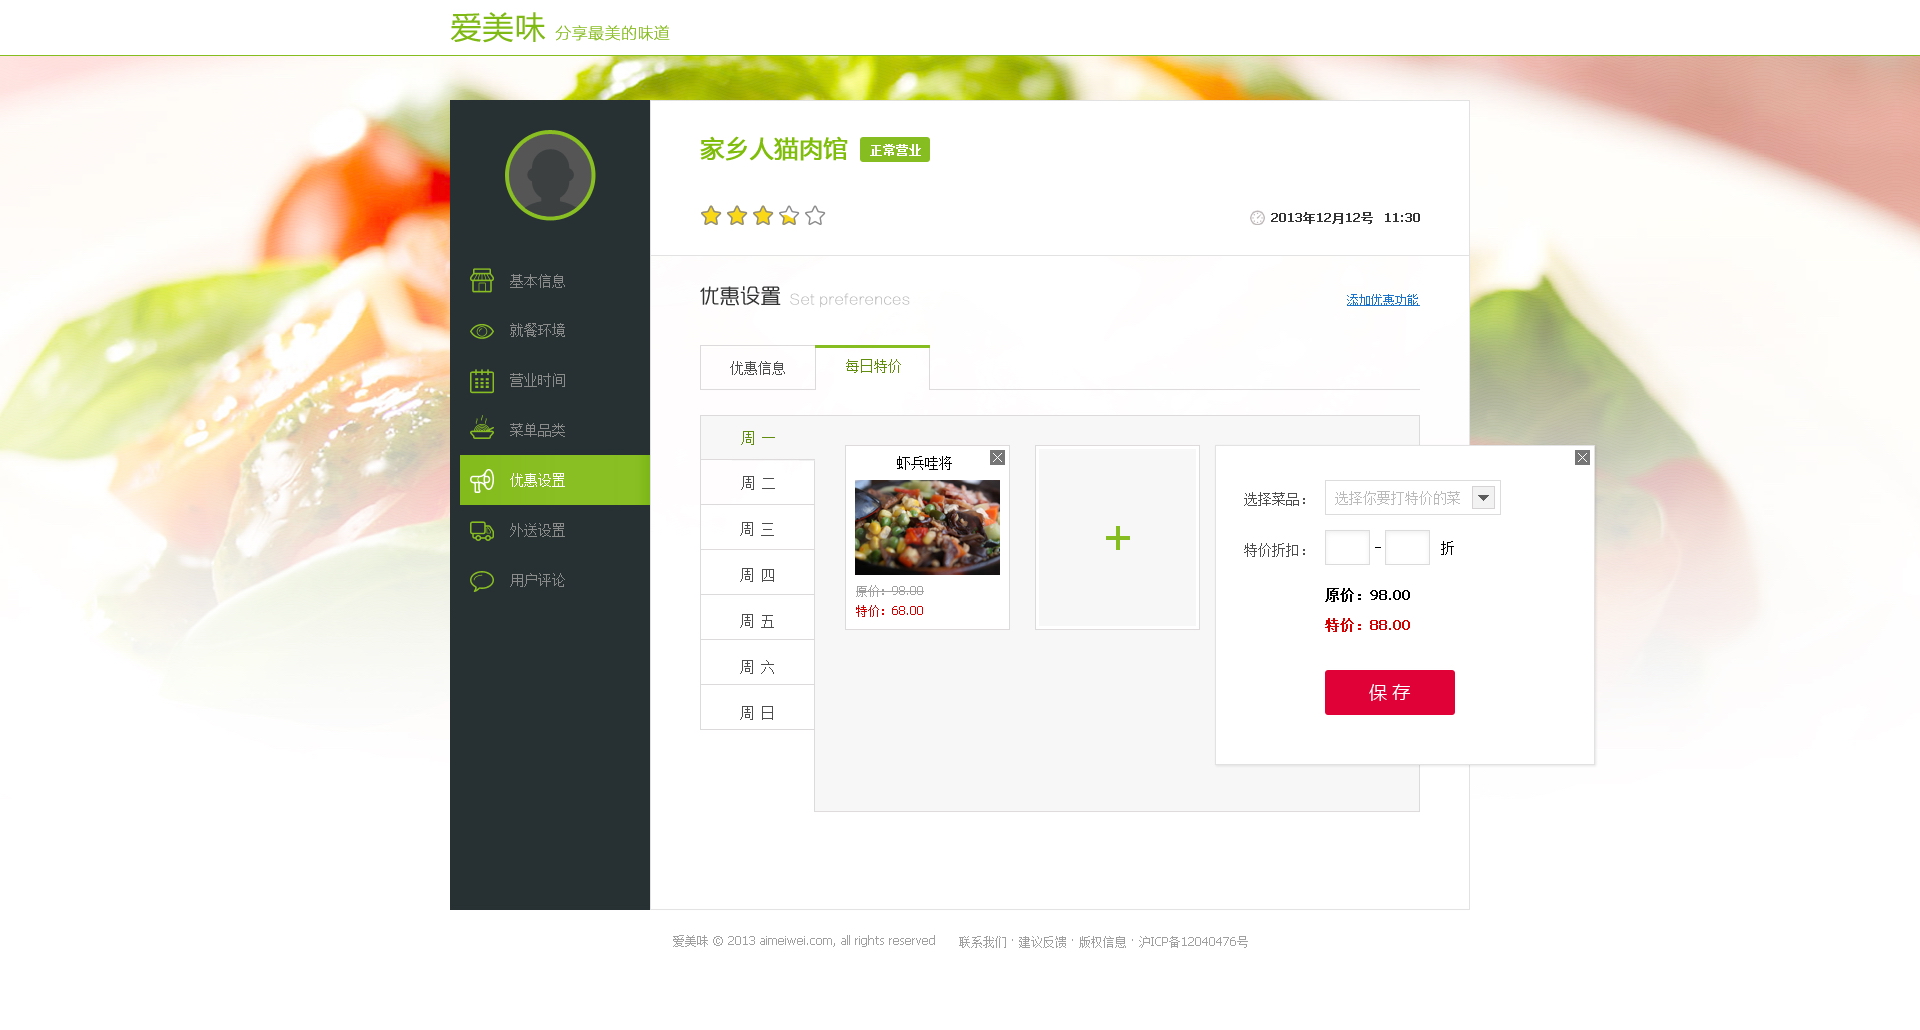 爱美味 分享最美的味道
家乡人猫肉馆 正常营业
2013年12月12号 11:30
基本信息
就餐环境
营业时间
菜单品类
优惠设置
外送设置
用户评论
优惠设置 Set preferences
添加优惠功能
优惠信息 每日特价
周 一
周 二
周 三
周 四
周 五
周 六
周 日
虾兵哇将
原价：98.00
特价：68.00
+
选择菜品： 选择你要打特价的菜
特价折扣： - 折
原价：98.00
特价：88.00
保 存
爱美味 © 2013 aimeiwei.com, all rights reserved 联系我们 · 建议反馈 · 版权信息 · 沪ICP备12040476号